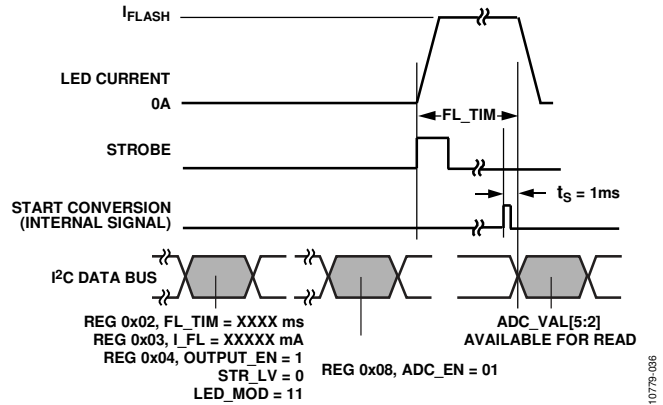 IFLASH
LED CURRENT
0A
FL_TIM
STROBE
tS = 1ms
START CONVERSION
(INTERNAL SIGNAL)
I2C DATA BUS
REG 0x02, FL_TIM = XXXX ms
REG 0x03, I_FL = XXXXX mA
REG 0x04, OUTPUT_EN = 1
STR_LV = 0
LED_MOD = 11
REG 0x08, ADC_EN = 01
ADC_VAL[5:2]
AVAILABLE FOR READ
10779-036